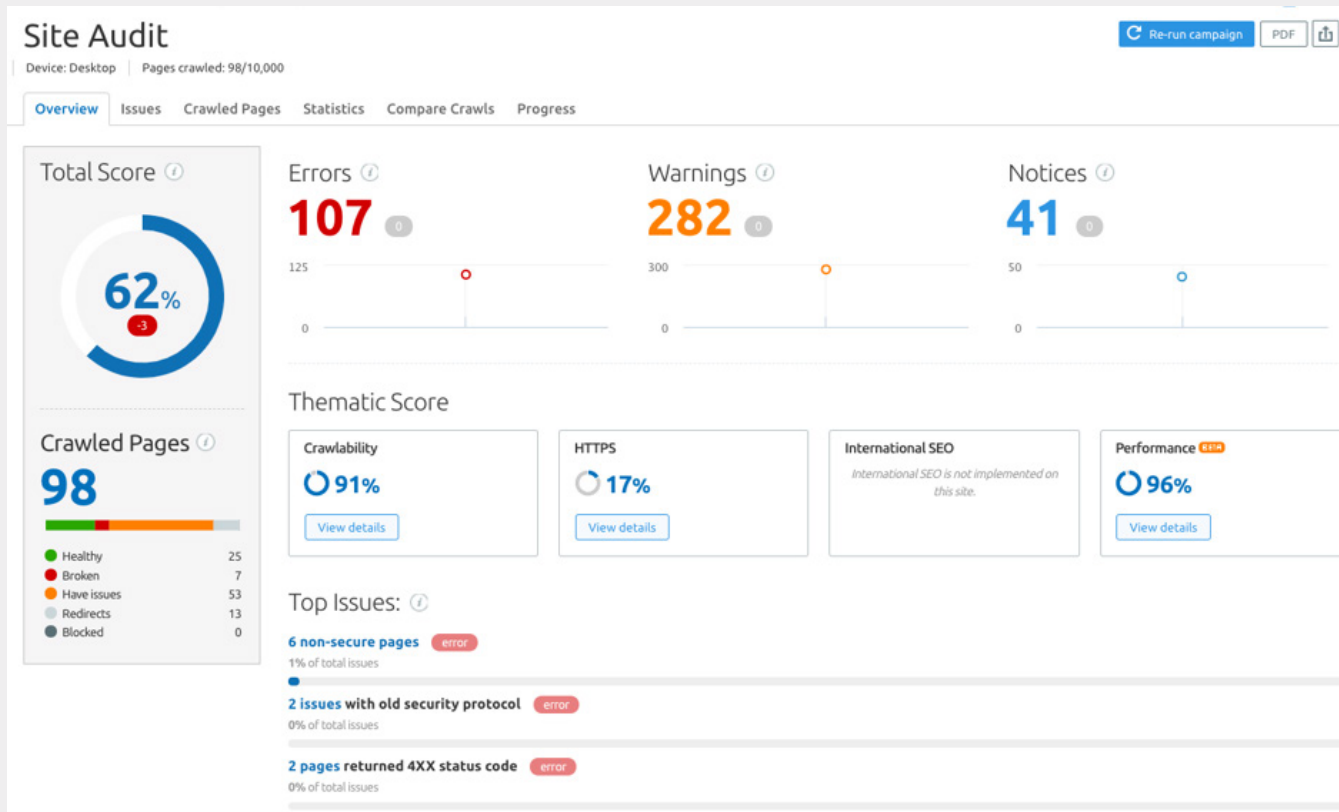 Site Audit
Re-run campaign PDF
Device: Desktop Pages crawled: 98/10,000
Overview Issues Crawled Pages Statistics Compare Crawls Progress
Total Score
62%
-3
Errors
107 0
125
0
Warnings
282 0
300
0
Notices
41 0
50
0
Crawled Pages
98
Healthy 25
Broken 7
Have issues 53
Redirects 13
Blocked 0
Thematic Score
Crawlability
91%
View details
HTTPS
17%
View details
International SEO
International SEO is not implemented on
this site.
Performance BETA
96%
View details
Top Issues:
6 non-secure pages error
1% of total issues
2 issues with old security protocol error
0% of total issues
2 pages returned 4XX status code error
0% of total issues